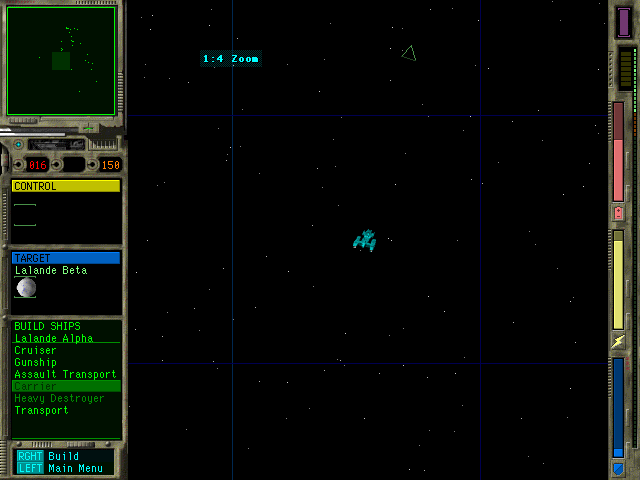 1:4 Zoom
016
150
CONTROL
TARGET
Lalande Beta
BUILD SHIPS
Lalande Alpha
Cruiser
Gunship
Assault Transport
Carrier
Heavy Destroyer
Transport
RGHT Build
LEFT Main Menu